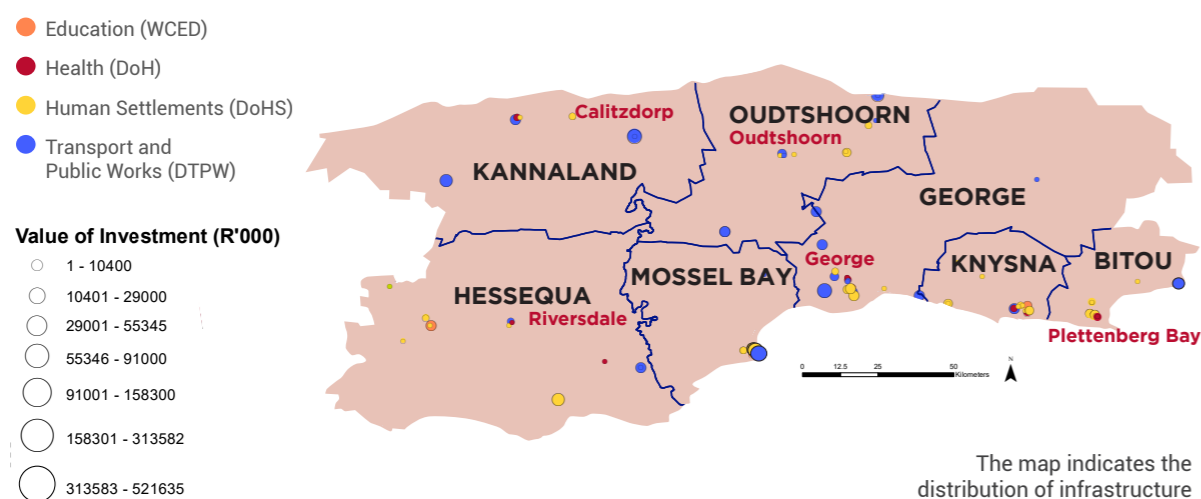 Education (WCED)
Health (DoH)
Human Settlements (DoHS)
Transport and
Public Works (DTPW)
Value of Investment (R'000)
1 - 10400
10401 - 29000
29001 - 55345
55346 - 91000
91001 - 158300
158301 - 313582
313583 - 521635
Calitzdorp
OUDTSHOORN
Oudtshoorn
KANNALAND
GEORGE
George
KNYSNA
BITOU
MOSSEL BAY
HESSEQUA
Riversdale
Plettenberg Bay
0 12.5 25 50
Kilometers
N
The map indicates the
distribution of infrastructure